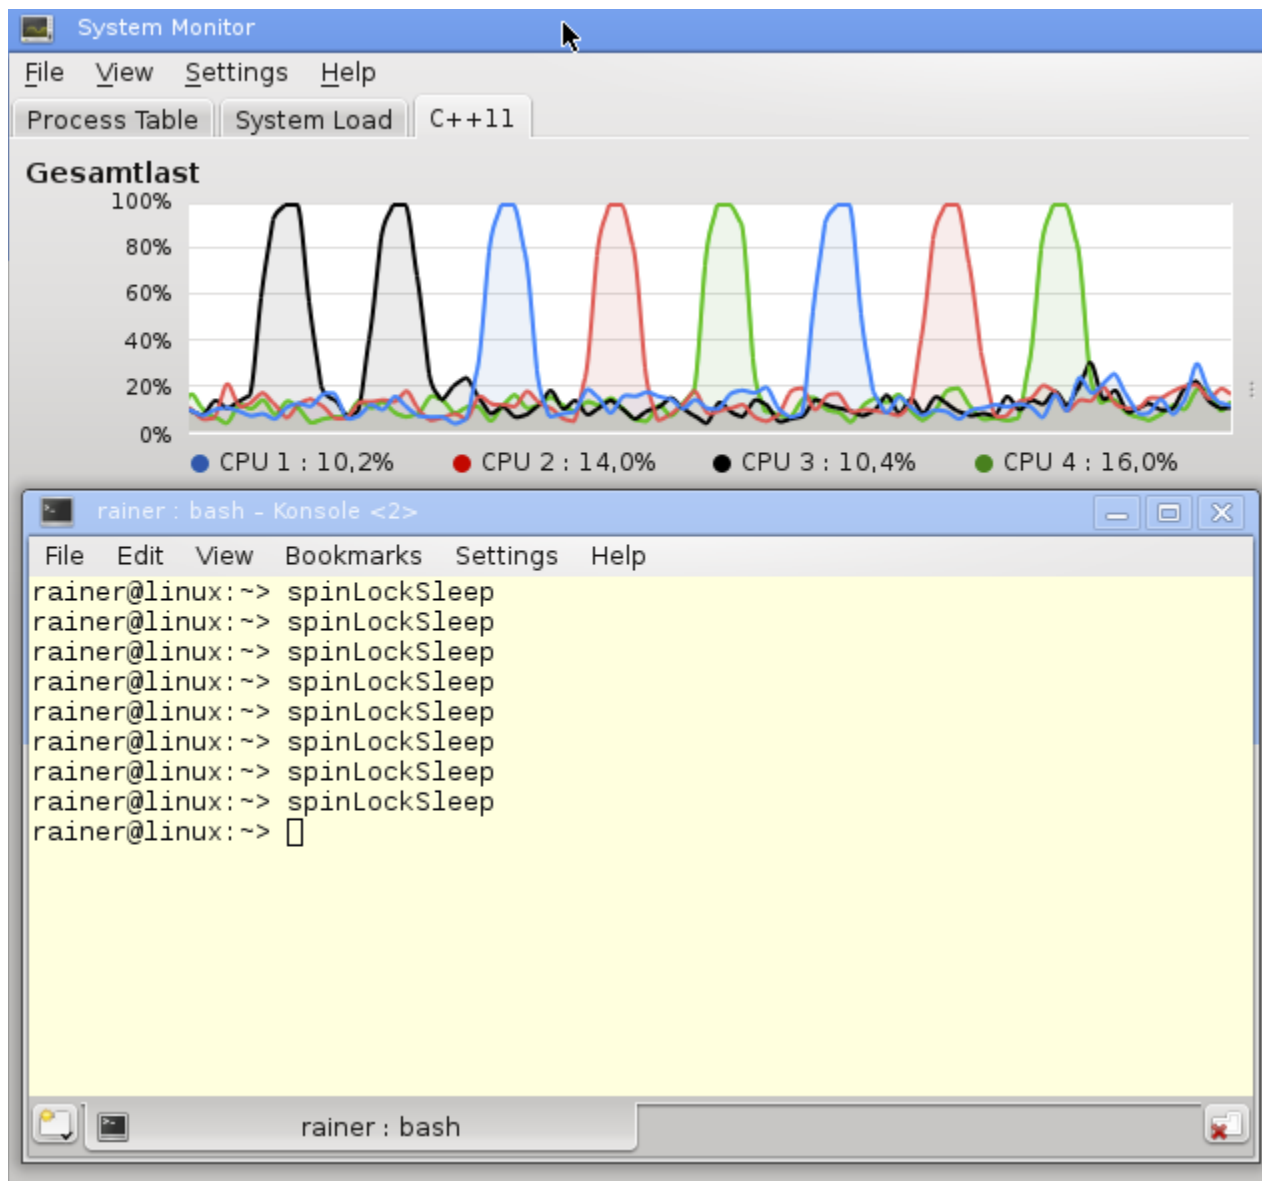 System Monitor
File View Settings Help
Process Table System Load C++11
Gesamtlast
100%
80%
60%
40%
20%
0%
CPU 1 : 10,2% CPU 2 : 14,0% CPU 3 : 10,4% CPU 4 : 16,0%
rainer : bash – Konsole <2>
File Edit View Bookmarks Settings Help
rainer@linux:~> spinLockSleep
rainer@linux:~> spinLockSleep
rainer@linux:~> spinLockSleep
rainer@linux:~> spinLockSleep
rainer@linux:~> spinLockSleep
rainer@linux:~> spinLockSleep
rainer@linux:~> spinLockSleep
rainer@linux:~> spinLockSleep
rainer@linux:~>
rainer : bash